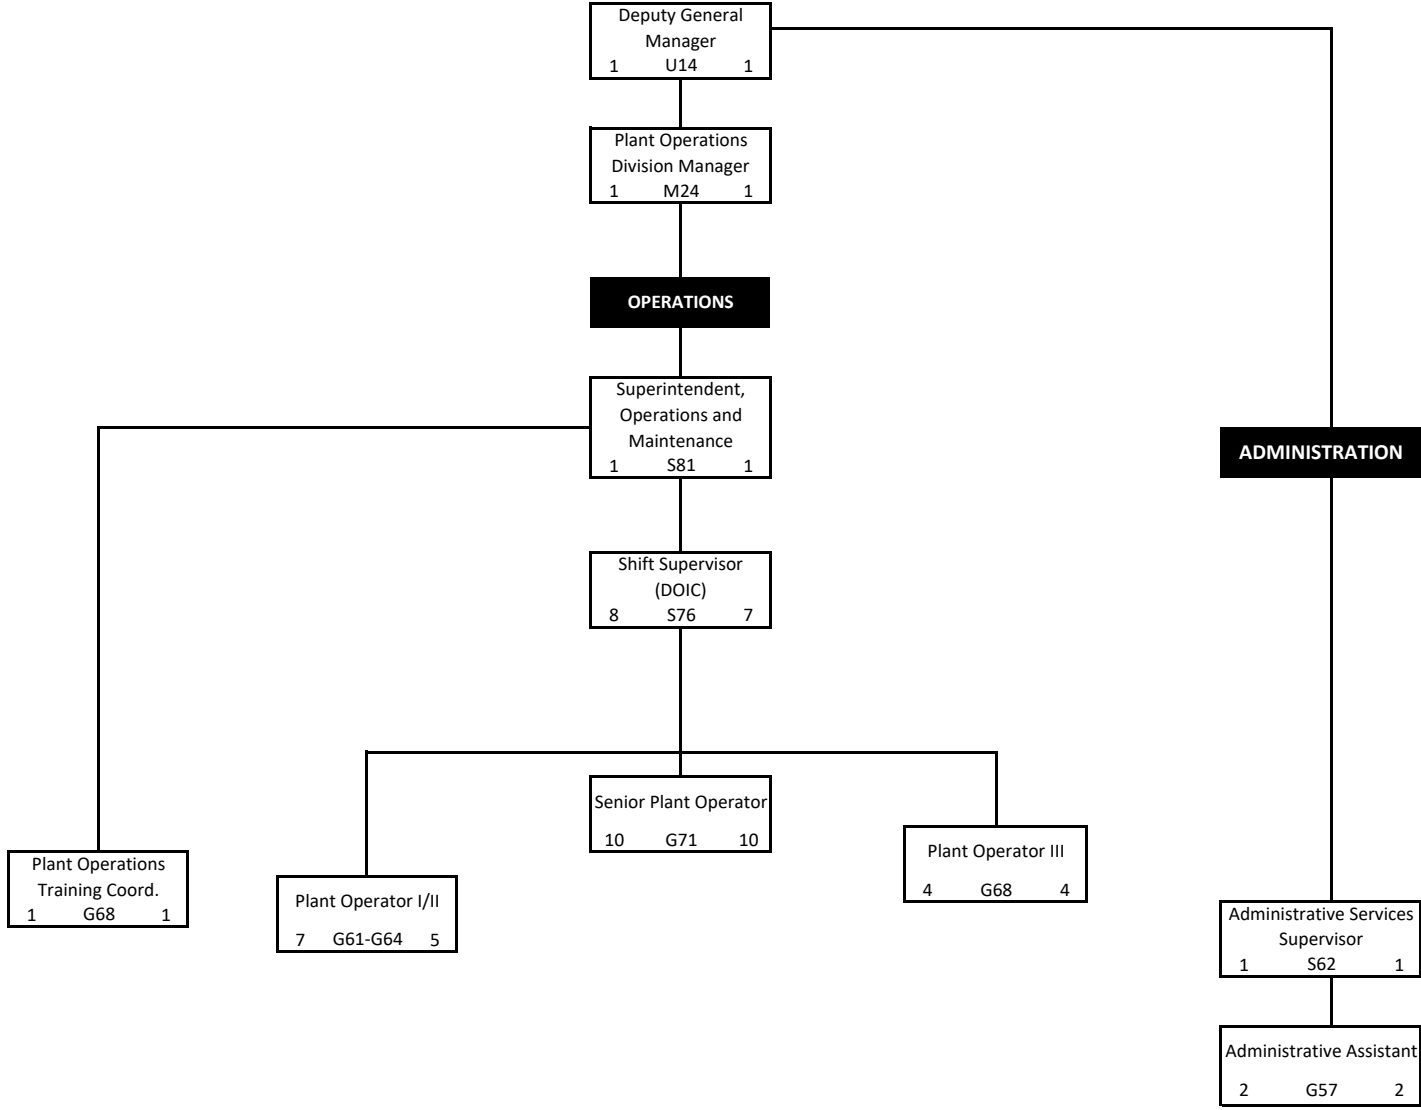 Deputy General
Manager
1 U14 1
Plant Operations
Division Manager
1 M24 1
OPERATIONS
Superintendent,
Operations and
Maintenance
1 S81 1
ADMINISTRATION
Shift Supervisor
(DOIC)
8 S76 7
Senior Plant Operator
10 G71 10
Plant Operator III
4 G68 4
Plant Operations
Training Coord.
1 G68 1
Plant Operator I/II
7 G61-G64 5
Administrative Services
Supervisor
1 S62 1
Administrative Assistant
2 G57 2